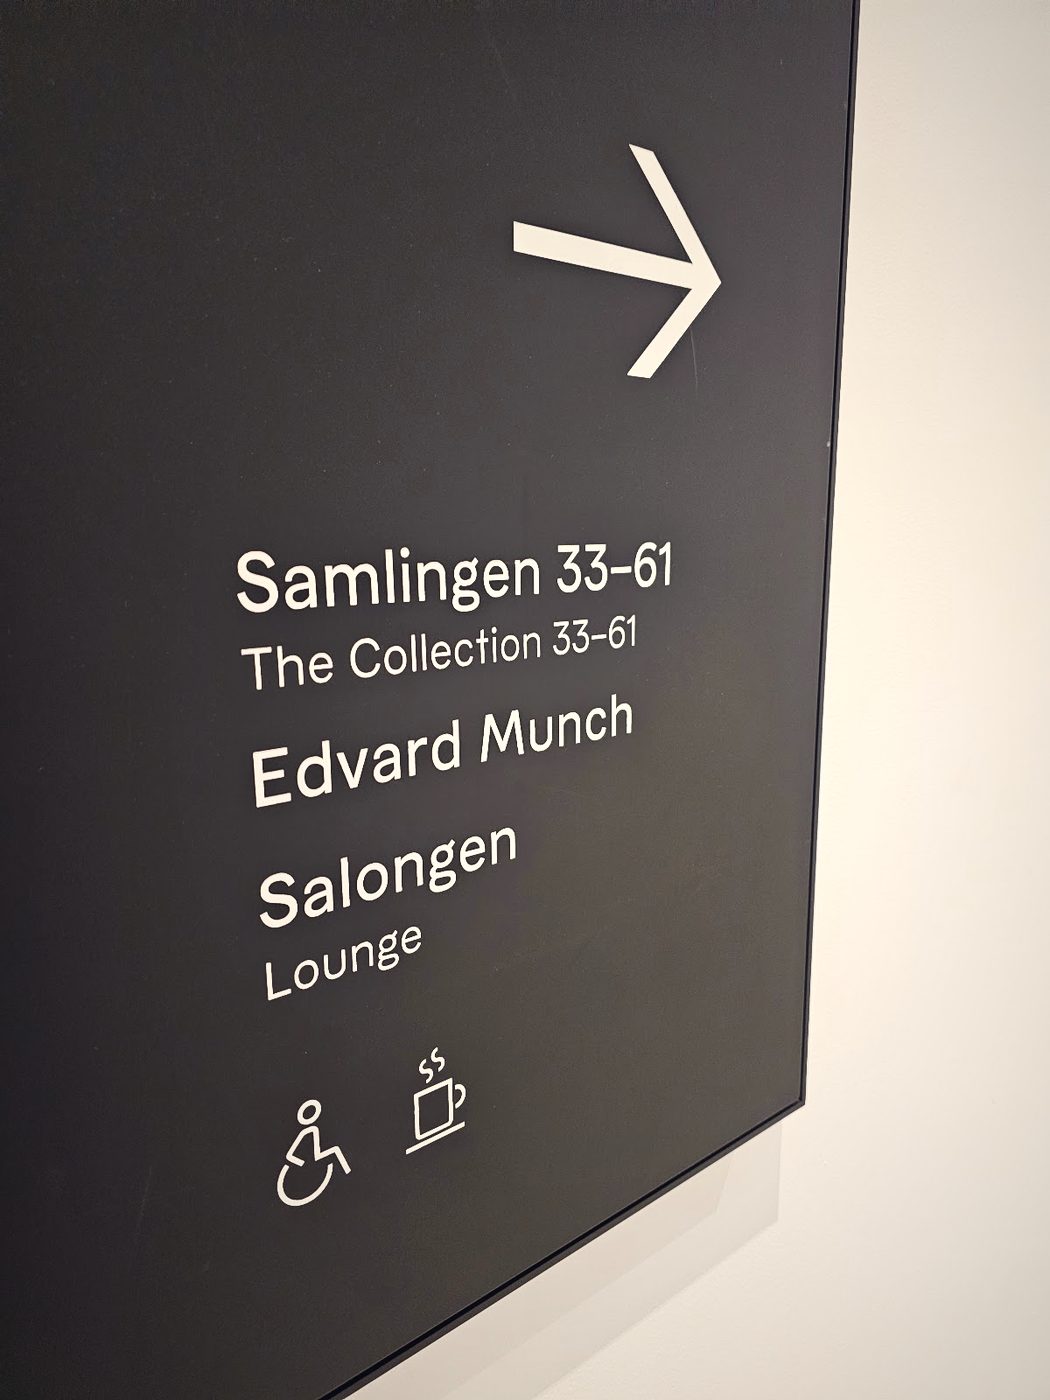 Samlingen 33–61
The Collection 33–61
Edvard Munch
Salongen
Lounge